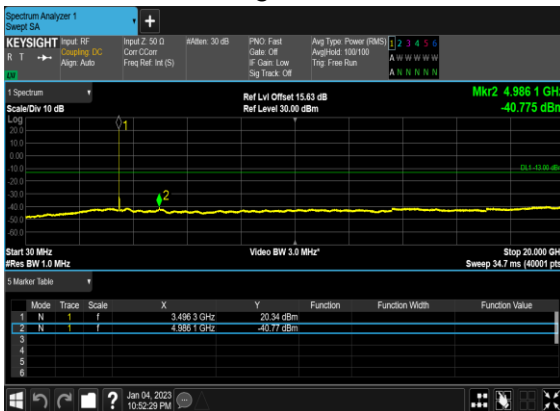 Spectrum Analyzer 1
Swept SA
KEYSIGHT Input: RF Input Z: 50 Ω #Atten: 30 dB PNO: Fast Avg Type: Power (RMS) 1 2 3 4 5 6
R T Coupling: DC Corr CCorr Gate: Off Avg|Hold: 100/100 A W W W W W
Align: Auto Freq Ref: Int (S) IF Gain: Low Trig: Free Run
Sig Track: Off A N N N N N
LV
1 Spectrum Ref Lvl Offset 15.63 dB Mkr2 4.986 1 GHz
Scale/Div 10 dB Ref Level 30.00 dBm -40.775 dBm
Log
1
20.0
10.0
0.00
-10.0
DL1 -13.00 dBm
-20.0
-30.0
2
-40.0
-50.0
-60.0
Start 30 MHz Video BW 3.0 MHz* Stop 20.000 GHz
#Res BW 1.0 MHz Sweep 34.7 ms (40001 pts)
5 Marker Table
Mode Trace Scale X Y Function Function Width Function Value
1 N 1 f 3.496 3 GHz 20.34 dBm
2 N 1 f 4.986 1 GHz -40.77 dBm
3
4
5
6
? Jan 04, 2023
10:52:29 PM